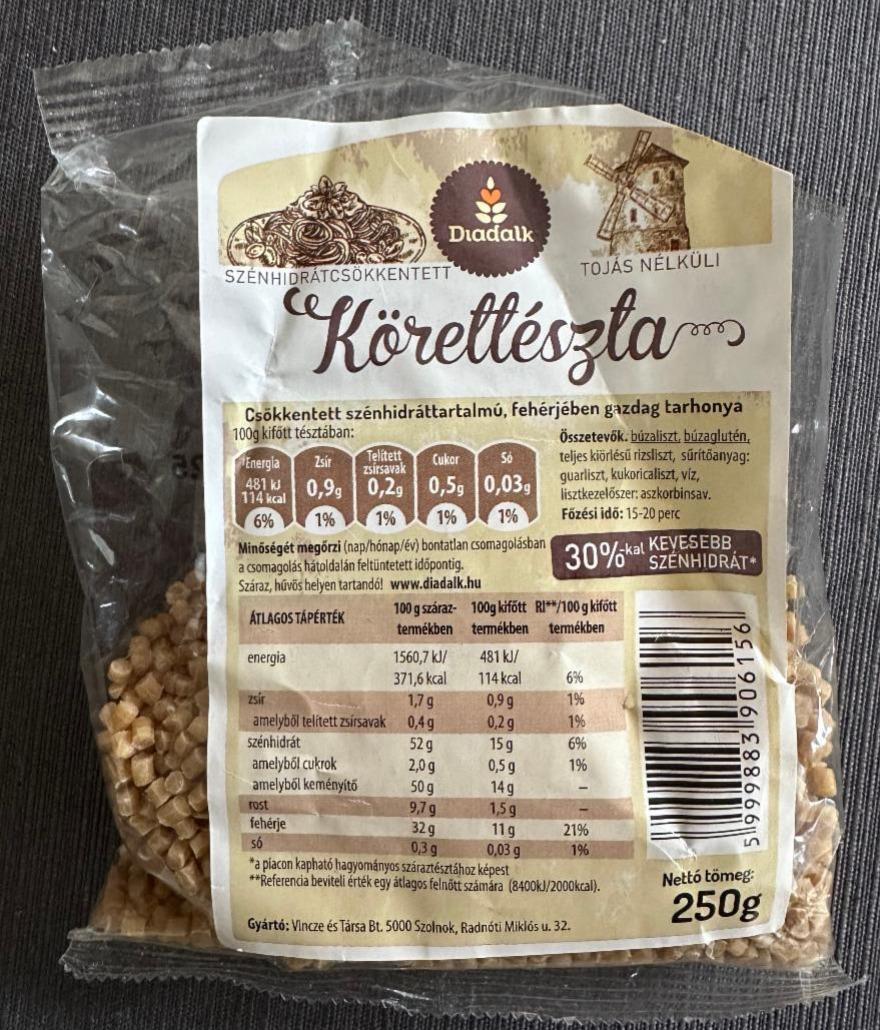 Dıadalk
SZÉNHIDRÁTCSÖKKENTETT
TOJÁS NÉLKÜLI
Körettészta
Csökkentett szénhidráttartalmú, fehérjében gazdag tarhonya
100g kifőtt tésztában:
Energia
481 kJ
114 kcal
6%
Zsír
0,9g
1%
Telített
zsírsavak
0,2g
1%
Cukor
0,5g
1%
Só
0,03g
1%
Összetevők. búzaliszt, búzaglutén,
teljes kiörlésű rizsliszt, sűrítőanyag:
guarliszt, kukoricaliszt, víz,
lisztkezelőszer: aszkorbinsav.
Főzési idő: 15-20 perc
Minőségét megőrzi (nap/hónap/év) bontatlan csomagolásban
a csomagolás hátoldalán feltüntetett időpontig.
Száraz, hűvös helyen tartandó! www.diadalk.hu
30%-kal KEVESEBB
SZÉNHIDRÁT*
ÁTLAGOS TÁPÉRTÉK 100 g száraz- termékben 100g kifőtt termékben RI**/100 g kifőtt termékben
energia 1560,7 kJ/ 481 kJ/
371,6 kcal 114 kcal 6%
zsír 1,7 g 0,9 g 1%
amelyből telített zsírsavak 0,4 g 0,2 g 1%
szénhidrát 52 g 15 g 6%
amelyből cukrok 2,0 g 0,5 g 1%
amelyből keményítő 50 g 14 g –
rost 9,7 g 1,5 g –
fehérje 32 g 11 g 21%
só 0,3 g 0,03 g 1%
*a piacon kapható hagyományos száraztésztához képest
**Referencia beviteli érték egy átlagos felnőtt számára (8400kJ/2000kcal).
Gyártó: Vincze és Társa Bt. 5000 Szolnok, Radnóti Miklós u. 32.
5 999883 906156
Nettó tömeg:
250g